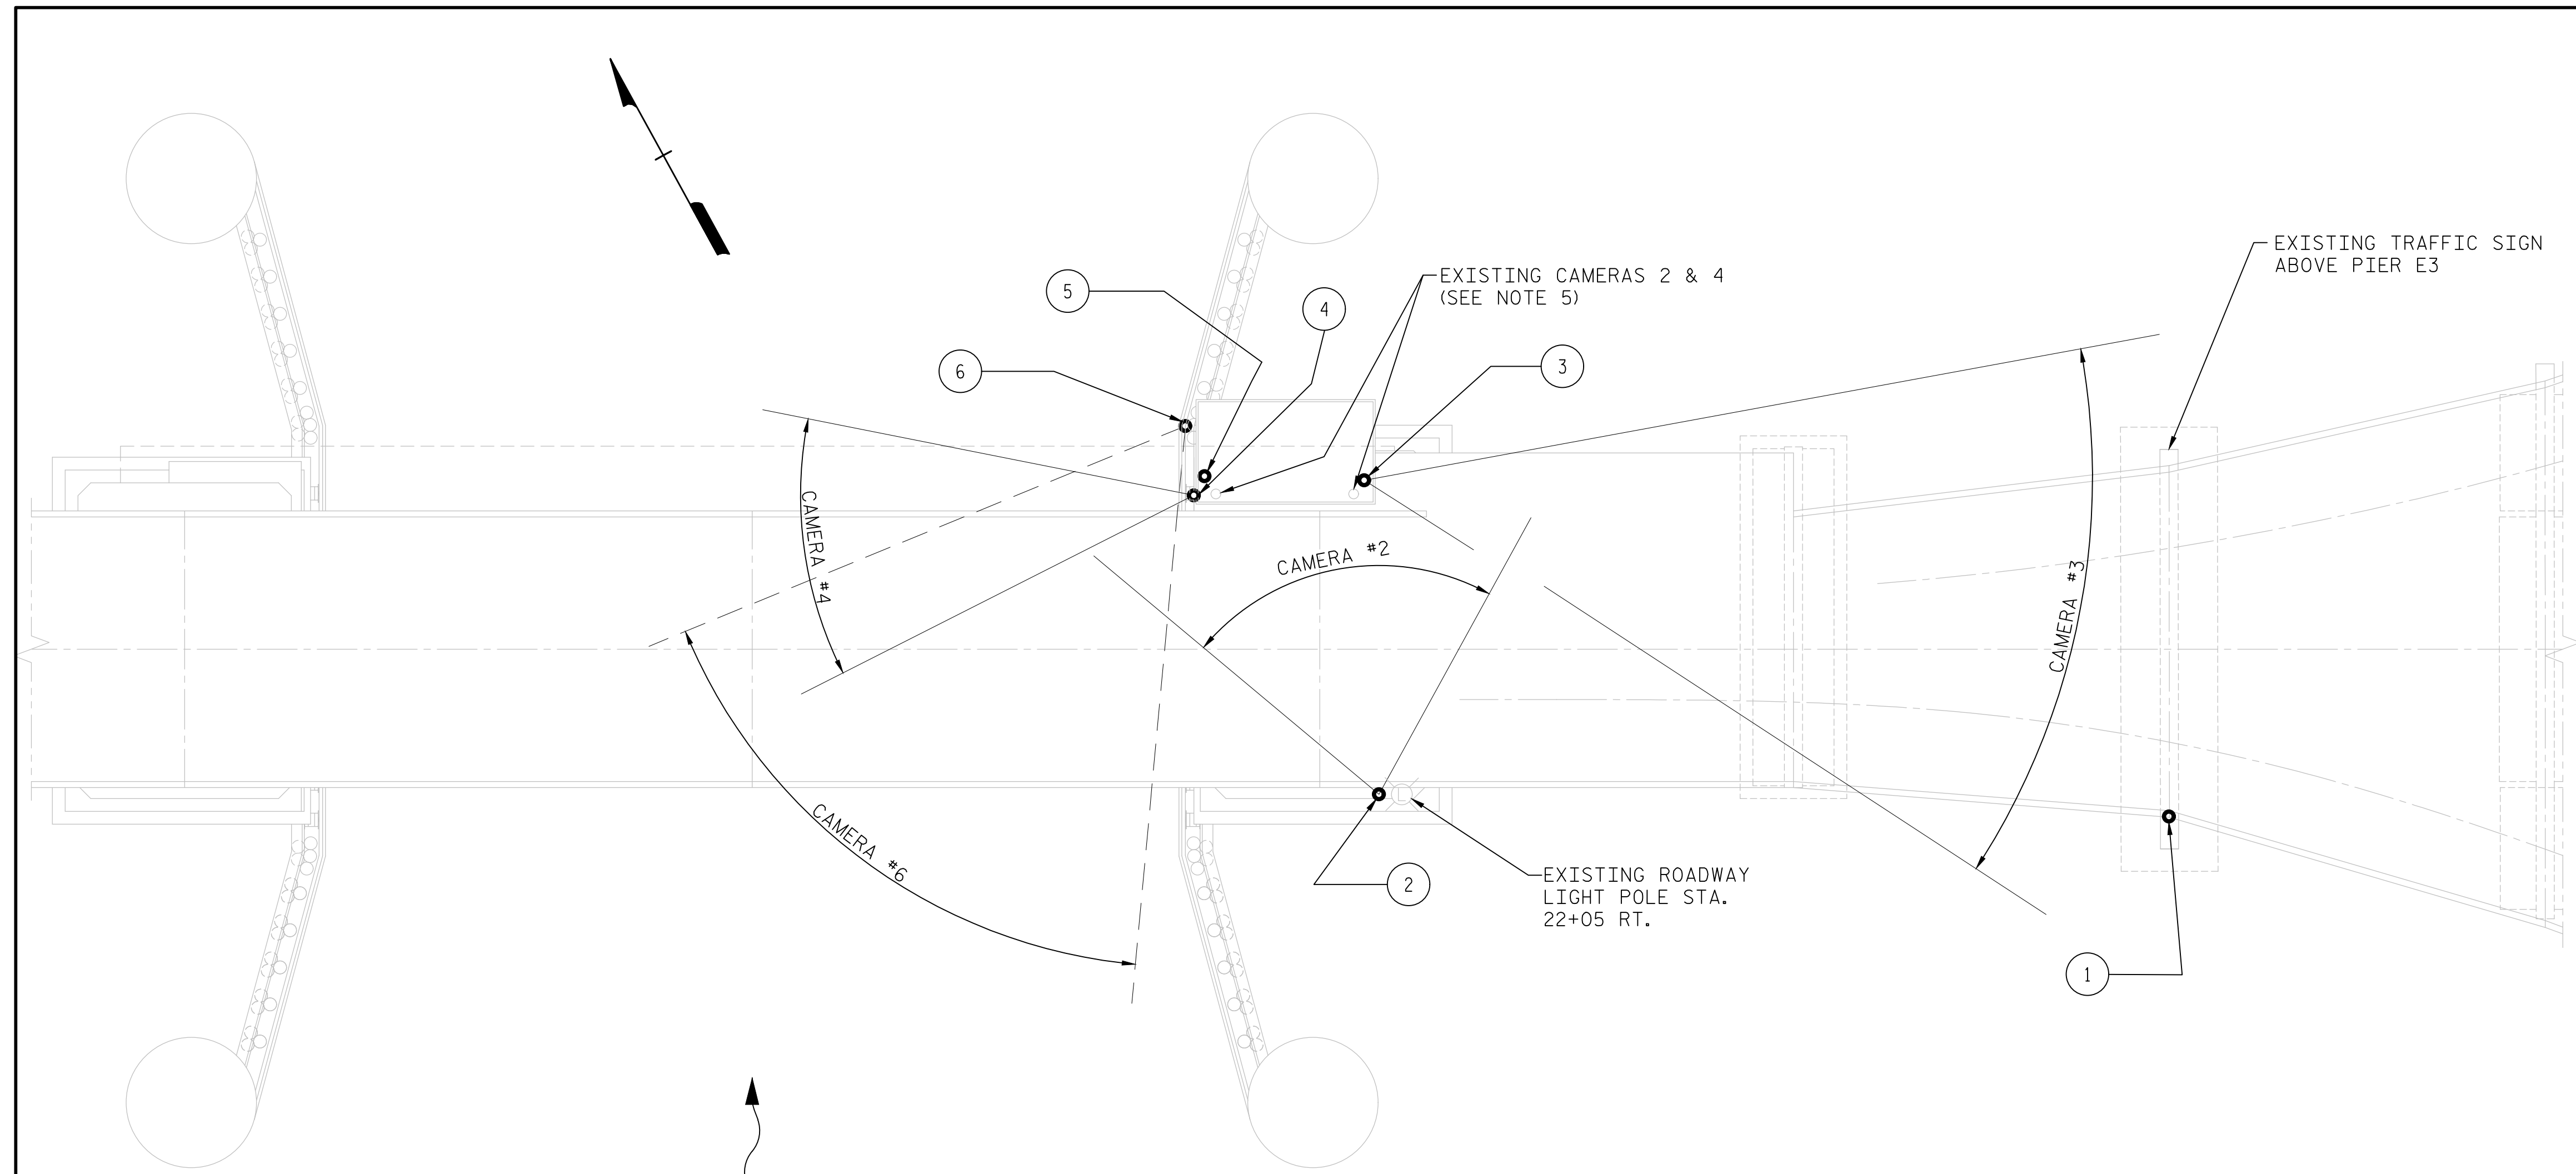 EXISTING TRAFFIC SIGN
ABOVE PIER E3
EXISTING CAMERAS 2 & 4
(SEE NOTE 5)
5
4
3
6
CAMERA #4
CAMERA #2
CAMERA #3
CAMERA #6
EXISTING ROADWAY
LIGHT POLE STA.
22+05 RT.
2
1